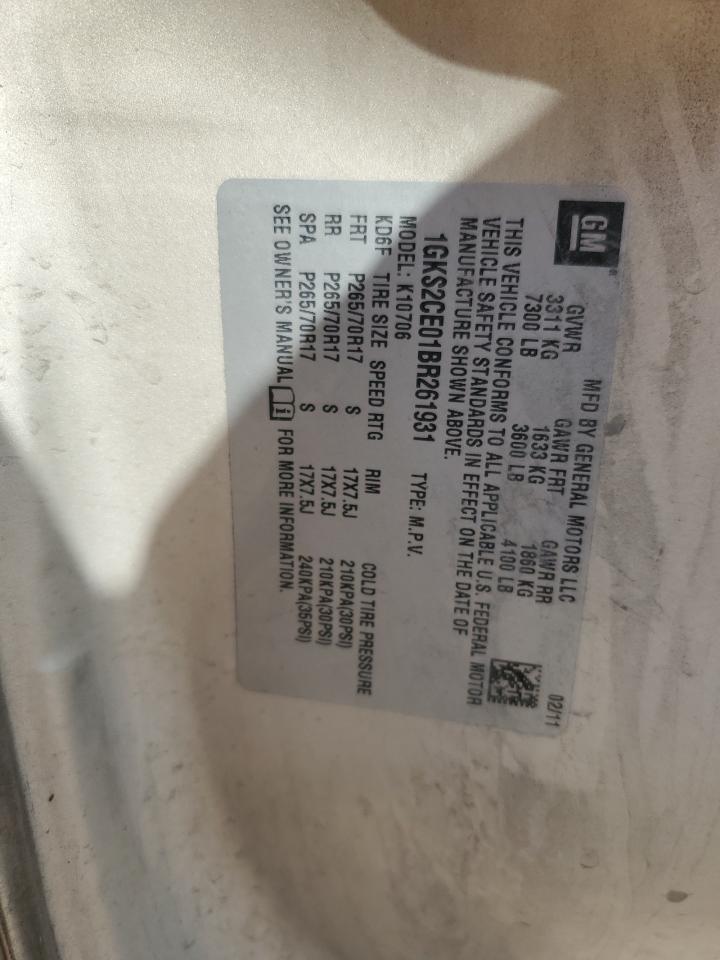 GM
MFD BY GENERAL MOTORS LLC 02/11
GVWR GAWR FRT GAWR RR
3311 KG 1633 KG 1860 KG
7300 LB 3600 LB 4100 LB
THIS VEHICLE CONFORMS TO ALL APPLICABLE U.S. FEDERAL MOTOR
VEHICLE SAFETY STANDARDS IN EFFECT ON THE DATE OF
MANUFACTURE SHOWN ABOVE.
1GKS2CE01BR261931 TYPE: M.P.V.
MODEL: K10706
KD6F TIRE SIZE SPEED RTG RIM COLD TIRE PRESSURE
FRT P265/70R17 S 17X7.5J 210KPA(30PSI)
RR P265/70R17 S 17X7.5J 210KPA(30PSI)
SPA P265/70R17 S 17X7.5J 240KPA(35PSI)
SEE OWNER'S MANUAL i FOR MORE INFORMATION.